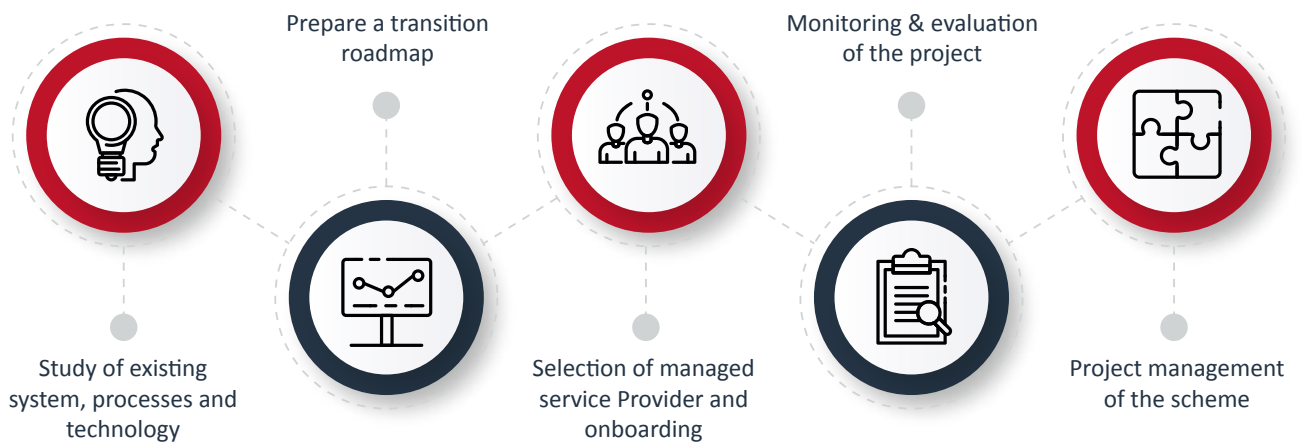 Study of existing
system, processes and
technology
Prepare a transition
roadmap
Selection of managed
service Provider and
onboarding
Monitoring & evaluation
of the project
Project management
of the scheme